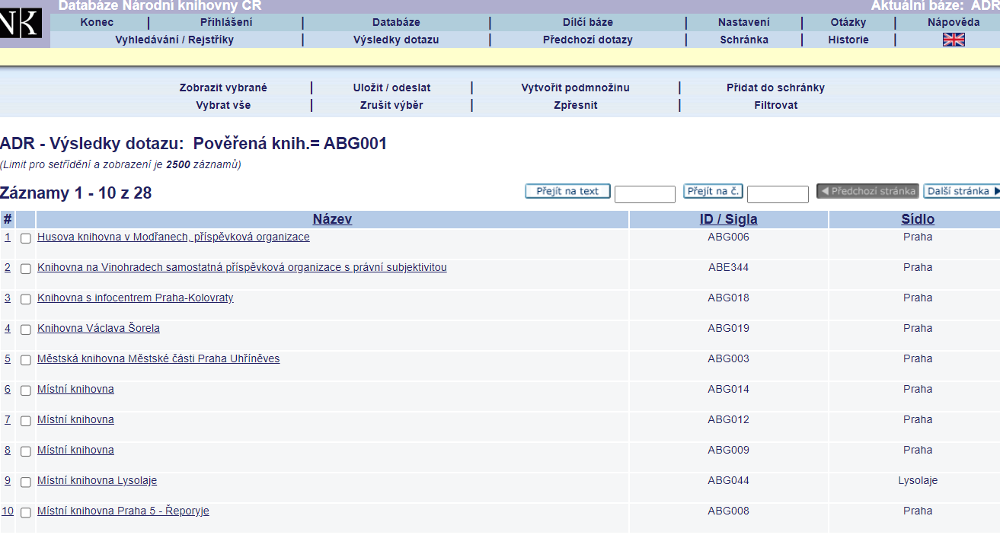 Databáze Národní knihovny ČR Aktuální báze: ADR
NK
Konec | Přihlášení | Databáze | Dílčí báze | Nastavení | Otázky | Nápověda
Vyhledávání / Rejstříky | Výsledky dotazu | Předchozí dotazy | Schránka | Historie |
Zobrazit vybrané | Uložit / odeslat | Vytvořit podmnožinu | Přidat do schránky
Vybrat vše | Zrušit výběr | Zpřesnit | Filtrovat
ADR - Výsledky dotazu: Pověřená knih.= ABG001
(Limit pro setřídění a zobrazení je 2500 záznamů)
Záznamy 1 - 10 z 28 Přejít na text Přejít na č. Předchozí stránka Další stránka
# Název ID / Sigla Sídlo
1 Husova knihovna v Modřanech, příspěvková organizace ABG006 Praha
2 Knihovna na Vinohradech samostatná příspěvková organizace s právní subjektivitou ABE344 Praha
3 Knihovna s infocentrem Praha-Kolovraty ABG018 Praha
4 Knihovna Václava Šorela ABG019 Praha
5 Městská knihovna Městské části Praha Uhříněves ABG003 Praha
6 Místní knihovna ABG014 Praha
7 Místní knihovna ABG012 Praha
8 Místní knihovna ABG009 Praha
9 Místní knihovna Lysolaje ABG044 Lysolaje
10 Místní knihovna Praha 5 - Řeporyje ABG008 Praha